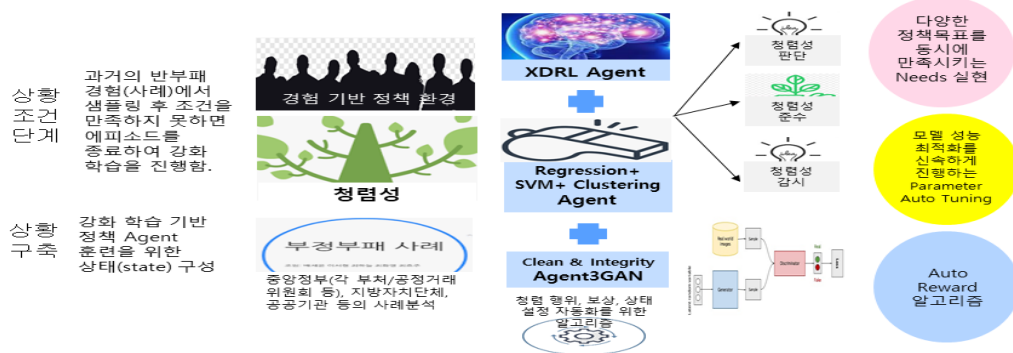 상황
조건
단계
과거의 반부패
경험(사례)에서
샘플링 후 조건을
만족하지 못하면
에피소드를
종료하여 강화
학습을 진행함.
상황
구축
강화 학습 기반
정책 Agent
훈련을 위한
상태(state) 구성
경험 기반 정책 환경
청렴성
부정부패 사례
중앙정부(각 부처/공정거래
위원회 등), 지방자치단체,
공공기관 등의 사례분석
XDRL Agent
Regression+
SVM+ Clustering
Agent
Clean & Integrity
Agent3GAN
청렴 행위, 보상, 상태
설정 자동화를 위한
알고리즘
청렴성
판단
청렴성
준수
청렴성
감시
Real world
images
Sample
Generator
Sample
Discriminator
Real
Fake
다양한
정책목표를
동시에
만족시키는
Needs 실현
모델 성능
최적화를
신속하게
진행하는
Parameter
Auto Tuning
Auto
Reward
알고리즘